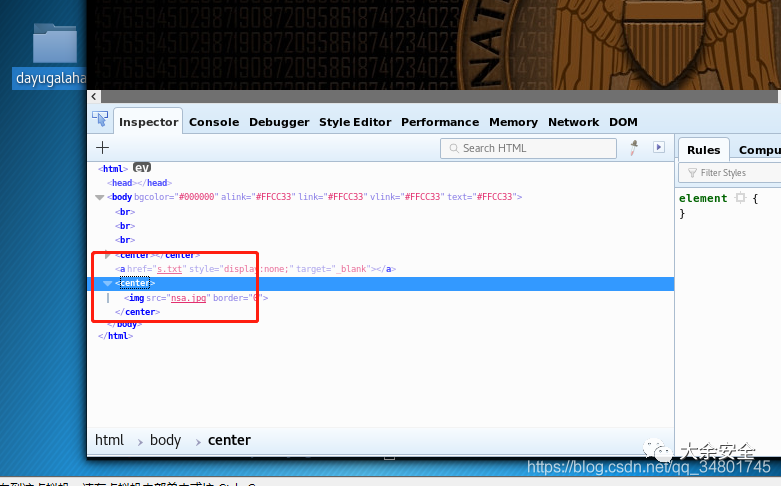 dayugalaha
NAT
Inspector Console Debugger Style Editor Performance Memory Network DOM
Search HTML
Rules Compu
Filter Styles
<html> ev
<head></head>
<body bgcolor="#000000" alink="#FFCC33" link="#FFCC33" vlink="#FFCC33" text="#FFCC33">
<br>
<br>
<br>
<center></center>
<a href="s.txt" style="display:none;" target="_blank"></a>
<center>
<img src="nsa.jpg" border="0">
</center>
</body>
</html>
element {
}
html body center
大余安全
https://blog.csdn.net/qq_34801745